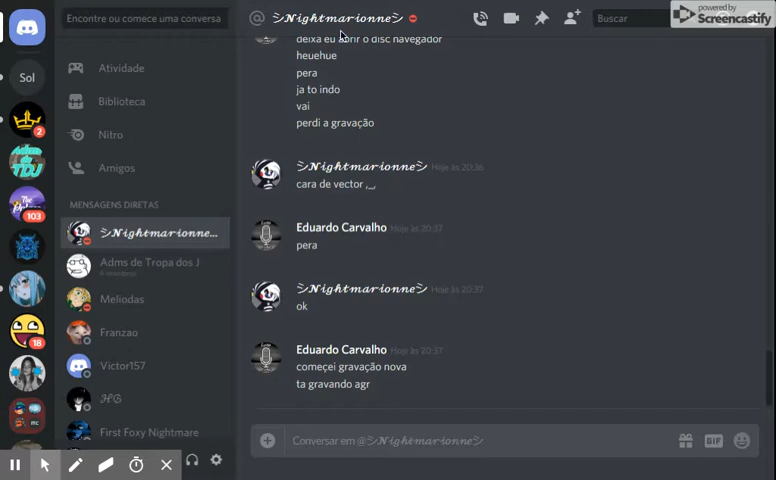 Encontre ou comece uma conversa
シNightmarionneシ
Buscar
powered by
Screencastify
Sol
2
103
18
Atividade
Biblioteca
Nitro
Amigos
MENSAGENS DIRETAS
シNightmarionne...
Adms de Tropa dos J
Meliodas
Franzao
Victor157
ℋG
First Foxy Nightmare
deixa eu abrir o disc navegador
heuehue
pera
ja to indo
vai
perdi a gravação
シNightmarionneシ Hoje às 20:36
cara de vector ,_,
Eduardo Carvalho Hoje às 20:37
pera
シNightmarionneシ Hoje às 20:37
ok
Eduardo Carvalho Hoje às 20:37
começei gravação nova
ta gravando agr
Conversar em @シNightmarionneシ
GIF